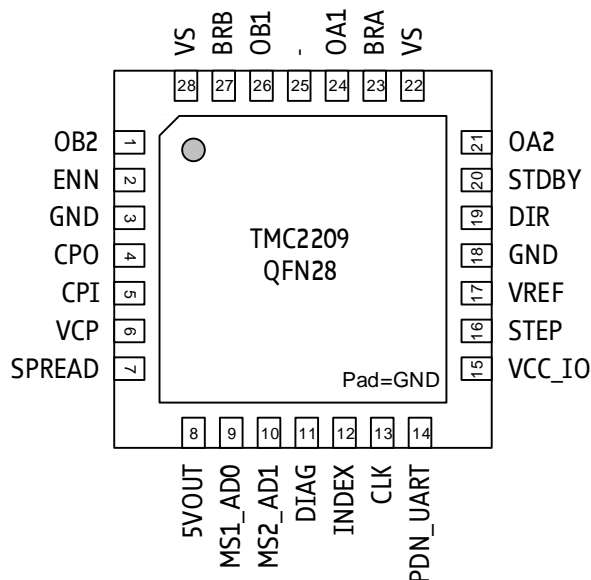 VS BRB OB1 - OA1 BRA VS
28 27 26 25 24 23 22
OB2 1
ENN 2
GND 3
CPO 4
CPI 5
VCP 6
SPREAD 7
TMC2209
QFN28
Pad=GND
21 OA2
20 STDBY
19 DIR
18 GND
17 VREF
16 STEP
15 VCC_IO
8 9 10 11 12 13 14
5VOUT MS1_AD0 MS2_AD1 DIAG INDEX CLK PDN_UART